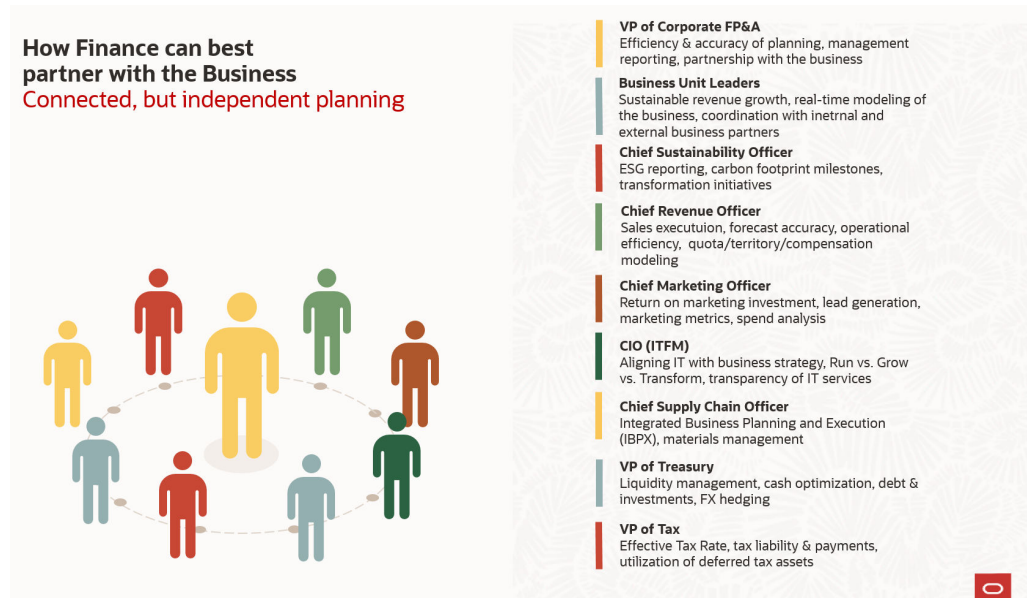 How Finance can best
partner with the Business
Connected, but independent planning
VP of Corporate FP&A
Efficiency & accuracy of planning, management
reporting, partnership with the business
Business Unit Leaders
Sustainable revenue growth, real-time modeling of
the business, coordination with inetrnal and
external business partners
Chief Sustainability Officer
ESG reporting, carbon footprint milestones,
transformation initiatives
Chief Revenue Officer
Sales executuion, forecast accuracy, operational
efficiency, quota/territory/compensation
modeling
Chief Marketing Officer
Return on marketing investment, lead generation,
marketing metrics, spend analysis
CIO (ITFM)
Aligning IT with business strategy, Run vs. Grow
vs. Transform, transparency of IT services
Chief Supply Chain Officer
Integrated Business Planning and Execution
(IBPX), materials management
VP of Treasury
Liquidity management, cash optimization, debt &
investments, FX hedging
VP of Tax
Effective Tax Rate, tax liability & payments,
utilization of deferred tax assets